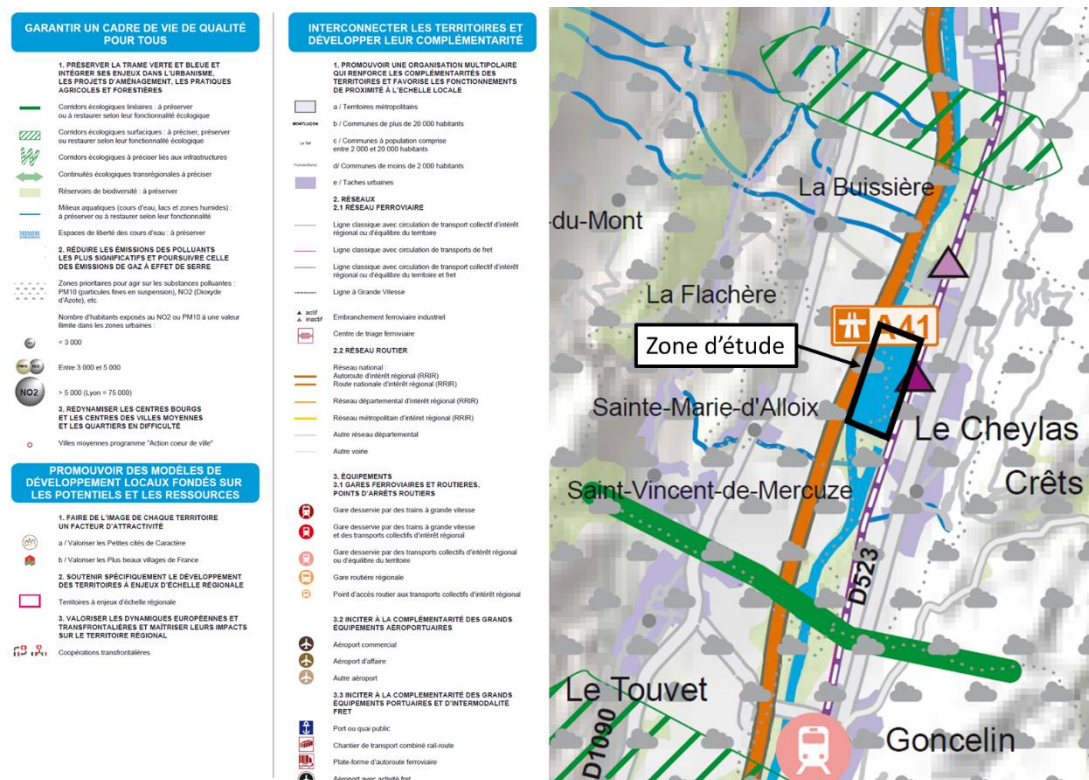 GARANTIR UN CADRE DE VIE DE QUALITÉ
POUR TOUS
1. PRÉSERVER LA TRAME VERTE ET BLEUE ET
INTÉGRER SES ENJEUX DANS L'URBANISME,
LES PROJETS D'AMÉNAGEMENT, LES PRATIQUES
AGRICOLES ET FORESTIÈRES
Corridors écologiques linéaires : à préserver
ou à restaurer selon leur fonctionnalité écologique
Corridors écologiques surfaciques : à préciser, préserver
ou à restaurer selon leur fonctionnalité écologique
Corridors écologiques à préciser liés aux infrastructures
Continuités écologiques transrégionales à préciser
Réservoirs de biodiversité : à préserver
Milieux aquatiques (cours d'eau, lacs et zones humides) :
à préserver ou à restaurer selon leur fonctionnalité
Espaces de liberté des cours d'eau : à préserver
2. RÉDUIRE LES ÉMISSIONS DES POLLUANTS
LES PLUS SIGNIFICATIFS ET POURSUIVRE CELLE
DES ÉMISSIONS DE GAZ À EFFET DE SERRE
Zones prioritaires pour agir sur les substances polluantes :
PM10 (particules fines en suspension), NO2 (Dioxyde
d'Azote), etc.
Nombre d'habitants exposés au NO2 ou PM10 à une valeur
limite dans les zones urbaines :
< 3 000
Entre 3 000 et 5 000
NO2
> 5 000 (Lyon = 75 000)
3. REDYNAMISER LES CENTRES BOURGS
ET LES CENTRES DES VILLES MOYENNES
ET LES QUARTIERS EN DIFFICULTÉ
Villes moyennes programme "Action coeur de ville"
PROMOUVOIR DES MODÈLES DE
DÉVELOPPEMENT LOCAUX FONDÉS SUR
LES POTENTIELS ET LES RESSOURCES
1. FAIRE DE L'IMAGE DE CHAQUE TERRITOIRE
UN FACTEUR D'ATTRACTIVITÉ
a / Valoriser les Petites cités de Caractère
b / Valoriser les Plus beaux villages de France
2. SOUTENIR SPÉCIFIQUEMENT LE DÉVELOPPEMENT
DES TERRITOIRES À ENJEUX D'ÉCHELLE RÉGIONALE
Territoires à enjeux d'échelle régionale
3. VALORISER LES DYNAMIQUES EUROPÉENNES ET
TRANSFRONTALIÈRES ET MAÎTRISER LEURS IMPACTS
SUR LE TERRITOIRE RÉGIONAL
Coopérations transfrontalières
INTERCONNECTER LES TERRITOIRES ET
DÉVELOPPER LEUR COMPLÉMENTARITÉ
1. PROMOUVOIR UNE ORGANISATION MULTIPOLAIRE
QUI RENFORCE LES COMPLÉMENTARITÉS DES
TERRITOIRES ET FAVORISE LES FONCTIONNEMENTS
DE PROXIMITÉ À L'ECHELLE LOCALE
a / Territoires métropolitains
MONTLUÇON
b / Communes de plus de 20 000 habitants
Le Teil
c / Communes à population comprise
entre 2 000 et 20 000 habitants
d/ Communes de moins de 2 000 habitants
e / Taches urbaines
2. RÉSEAUX
2.1 RÉSEAU FERROVIAIRE
Ligne classique avec circulation de transport collectif d'intérêt
régional ou d'équilibre du territoire
Ligne classique avec circulation de transports de fret
Ligne classique avec circulation de transport collectif d'intérêt
régional ou d'équilibre du territoire et fret
Ligne à Grande Vitesse
actif
inactif
Embranchement ferroviaire industriel
Centre de triage ferroviaire
2.2 RÉSEAU ROUTIER
Réseau national :
Autoroute d'intérêt régional (RRIR)
Route nationale d'intérêt régional (RRIR)
Réseau départemental d'intérêt régional (RRIR)
Réseau métropolitain d'intéret régional (RRIR)
Autre réseau départemental
Autre voirie
3. ÉQUIPEMENTS
3.1 GARES FERROVIAIRES ET ROUTIERES,
POINTS D'ARRÊTS ROUTIERS
Gare desservie par des trains à grande vitesse
Gare desservie par des trains à grande vitesse
et des transports collectifs d'intérêt régional
Gare desservie par des transports collectifs d'intérêt régional
ou d'équilibre du territoire
Gare routière régionale
Point d'accès routier aux transports collectifs d'intérêt régional
3.2 INCITER À LA COMPLÉMENTARITÉ DES GRANDS
ÉQUIPEMENTS AÉROPORTUAIRES
Aéroport commercial
Aéroport d'affaire
Autre aéroport
3.3 INCITER À LA COMPLEMENTARITÉ DES GRANDS
ÉQUIPEMENTS PORTUAIRES ET D'INTERMODALITÉ
FRET
Port ou quai public
Chantier de transport combiné rail-route
Plate-forme d'autoroute ferroviaire
Aéroport avec activité fret
La Buissière
-du-Mont
La Flachère
A41
Zone d'étude
Sainte-Marie-d'Alloix
Le Cheylas
Crêts
Saint-Vincent-de-Mercuze
D523
Le Touvet
D1090
Goncelin